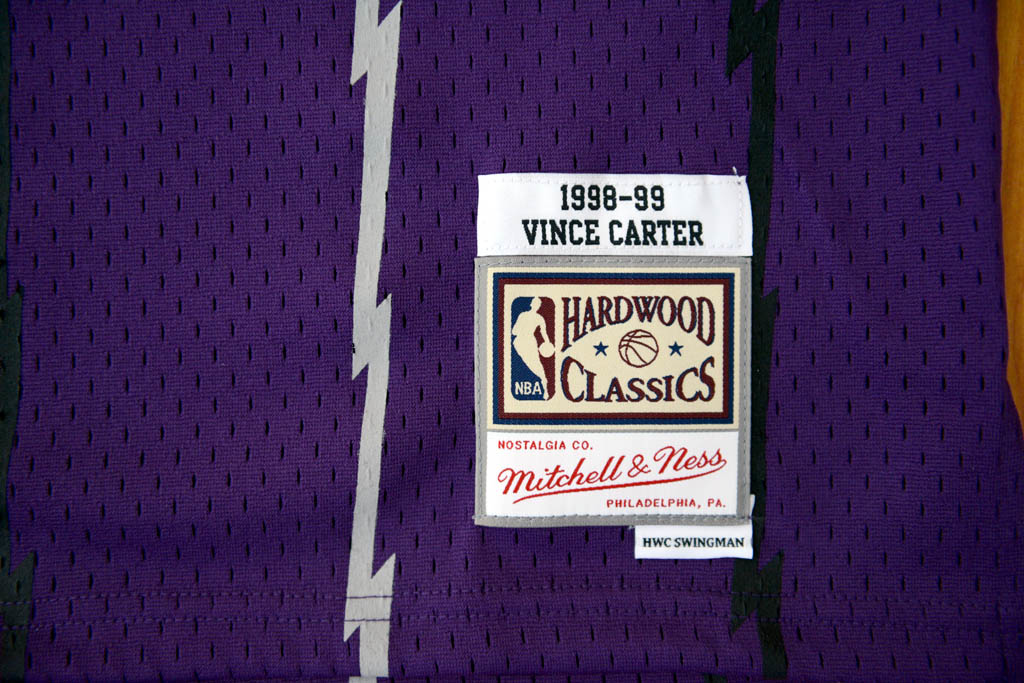 1998-99
VINCE CARTER
HARDWOOD
NBA
CLASSICS
NOSTALGIA CO.
Mitchell & Ness
PHILADELPHIA, PA.
HWC SWINGMAN